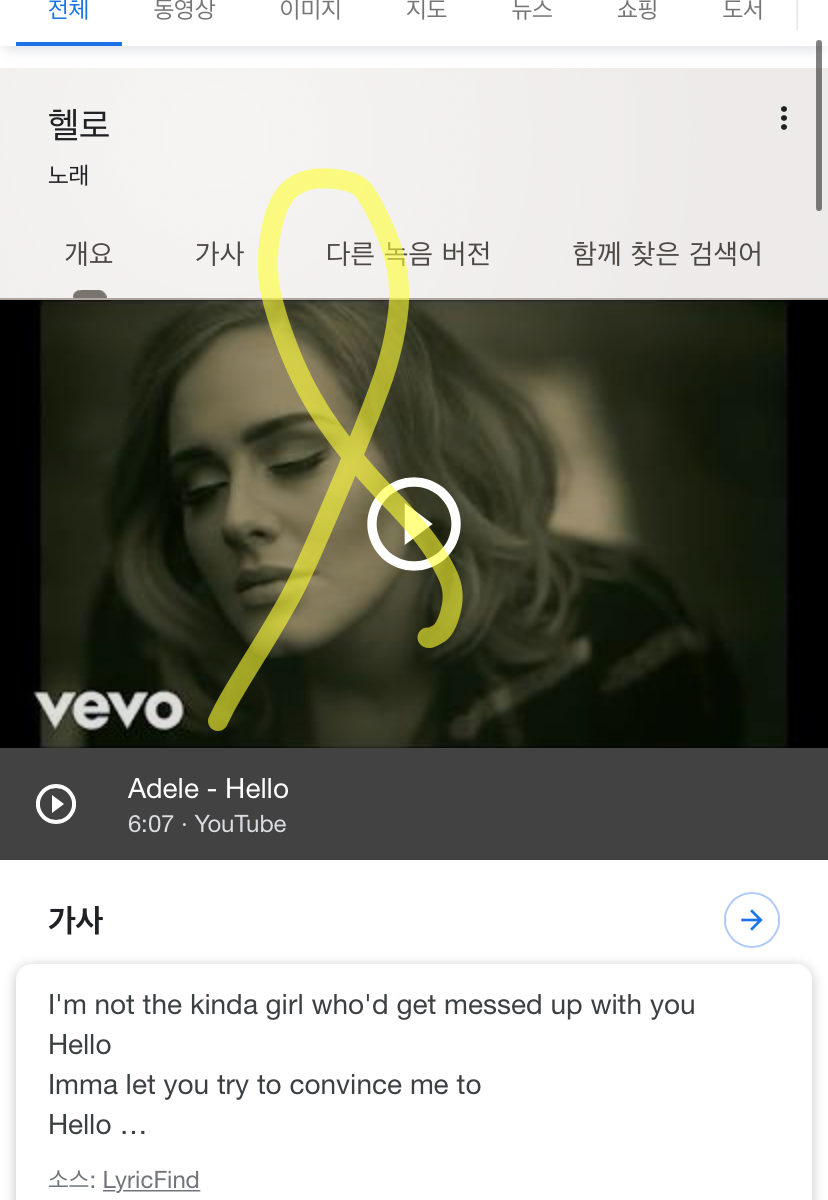 전체 동영상 이미지 지도 뉴스 쇼핑 도서
헬로
노래
개요 가사 다른 녹음 버전 함께 찾은 검색어
vevo
Adele - Hello
6:07 · YouTube
가사
I'm not the kinda girl who'd get messed up with you
Hello
Imma let you try to convince me to
Hello …
소스: LyricFind